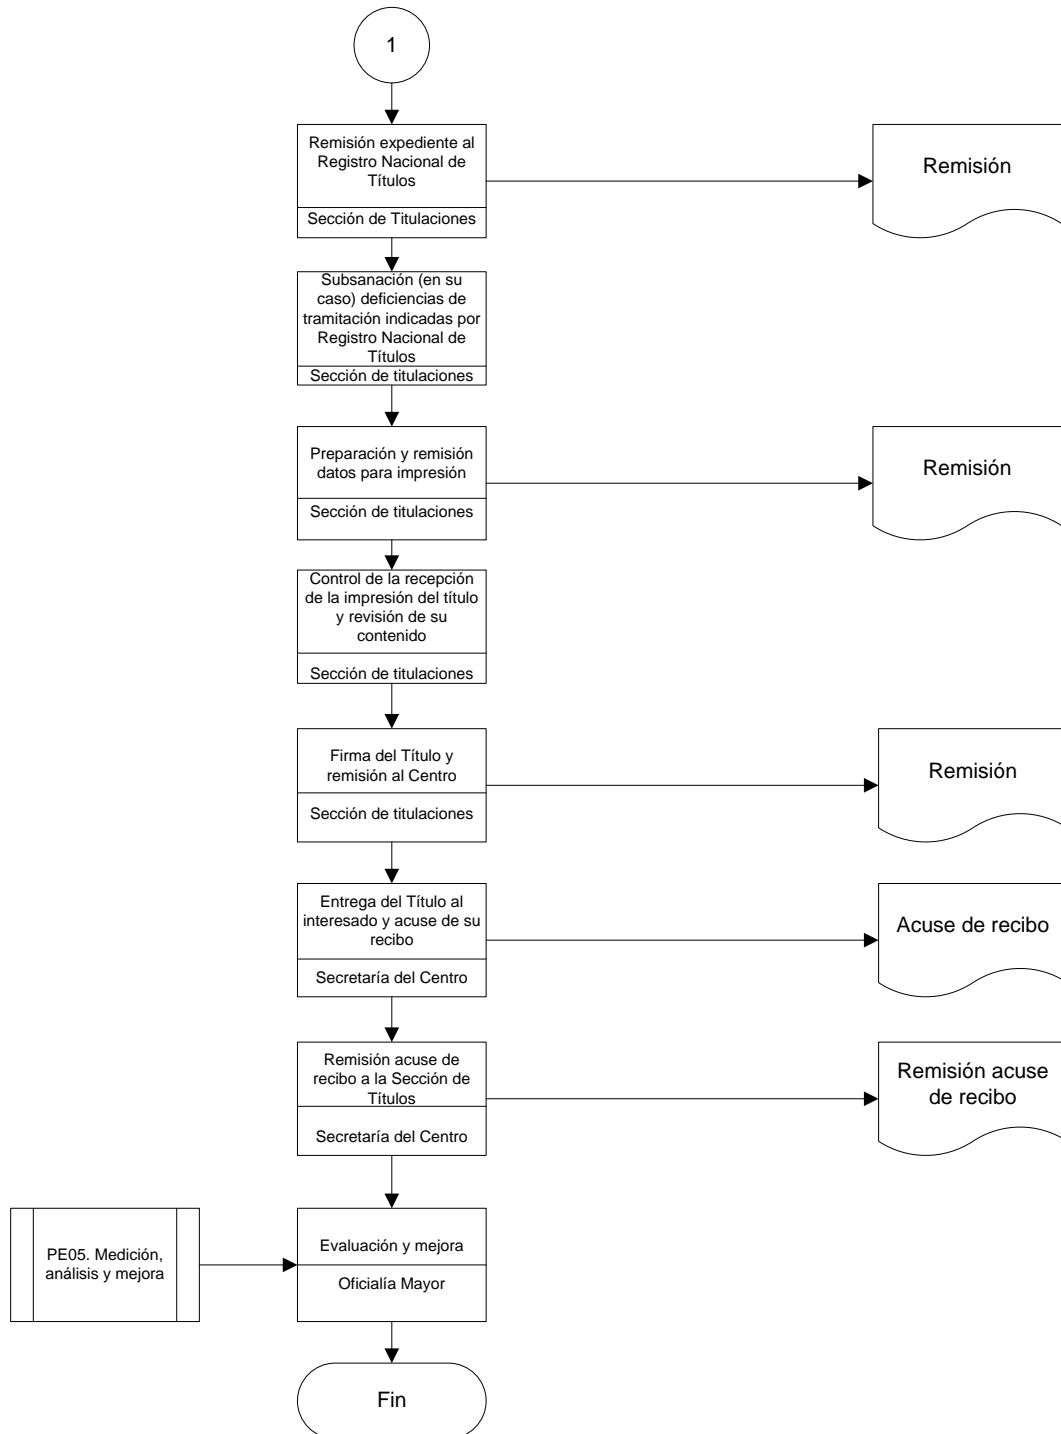 1
Remisión expediente al
Registro Nacional de
Títulos
Sección de Titulaciones
Remisión
Subsanación (en su
caso) deficiencias de
tramitación indicadas por
Registro Nacional de
Títulos
Sección de titulaciones
Preparación y remisión
datos para impresión
Sección de titulaciones
Remisión
Control de la recepción
de la impresión del título
y revisión de su
contenido
Sección de titulaciones
Firma del Título y
remisión al Centro
Sección de titulaciones
Remisión
Entrega del Título al
interesado y acuse de su
recibo
Secretaría del Centro
Acuse de recibo
Remisión acuse de
recibo a la Sección de
Títulos
Secretaría del Centro
Remisión acuse
de recibo
PE05. Medición,
análisis y mejora
Evaluación y mejora
Oficialía Mayor
Fin